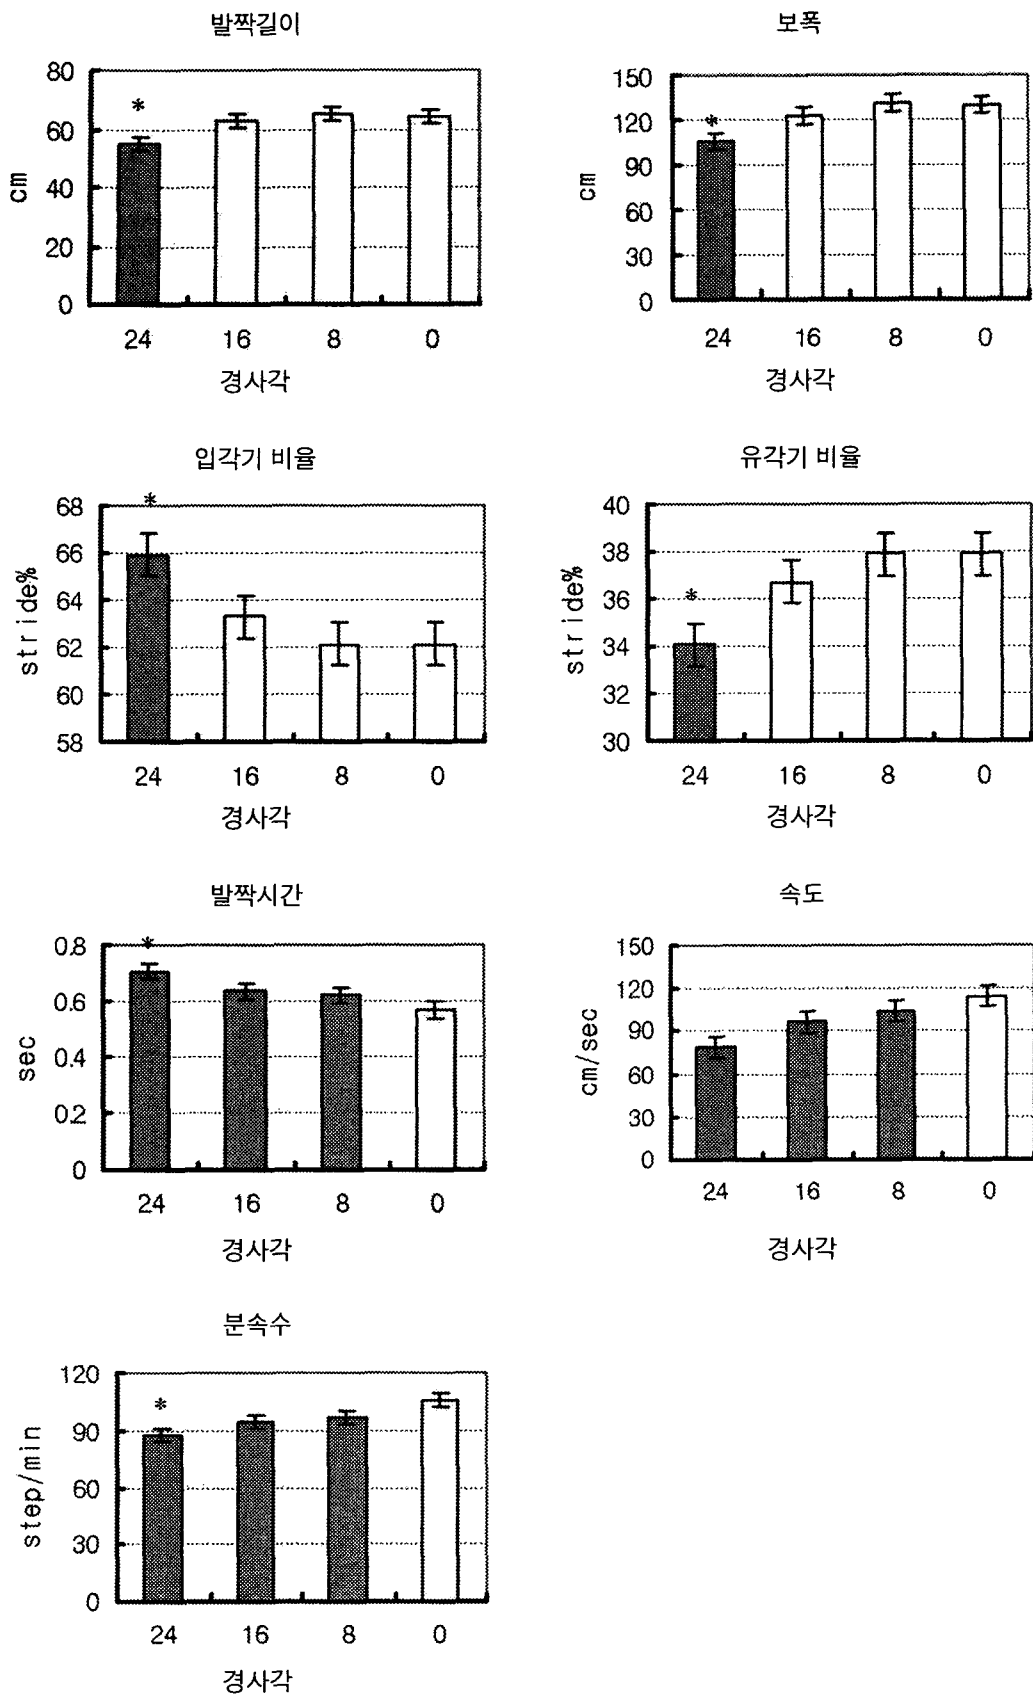 발짝길이
80
60
40
20
0
cm
*
24 16 8 0
경사각
보폭
150
120
90
60
30
0
cm
*
24 16 8 0
경사각
입각기 비율
68
66
64
62
60
58
stride%
*
24 16 8 0
경사각
유각기 비율
40
38
36
34
32
30
stride%
*
24 16 8 0
경사각
발짝시간
0.8
0.6
0.4
0.2
0
sec
*
24 16 8 0
경사각
속도
150
120
90
60
30
0
cm/sec
24 16 8 0
경사각
분속수
120
90
60
30
0
step/min
*
24 16 8 0
경사각